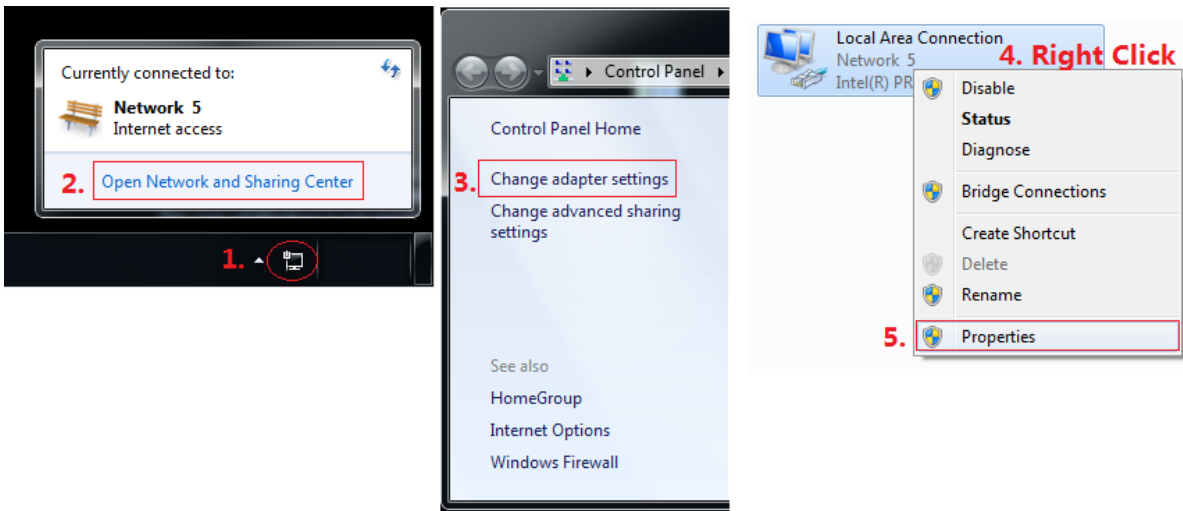 Currently connected to:
Network 5
Internet access
2. Open Network and Sharing Center
1.
Control Panel
Control Panel Home
3. Change adapter settings
Change advanced sharing
settings
See also
HomeGroup
Internet Options
Windows Firewall
Local Area Connection
Network 5
4. Right Click
Intel(R) PR
Disable
Status
Diagnose
Bridge Connections
Create Shortcut
Delete
Rename
5. Properties